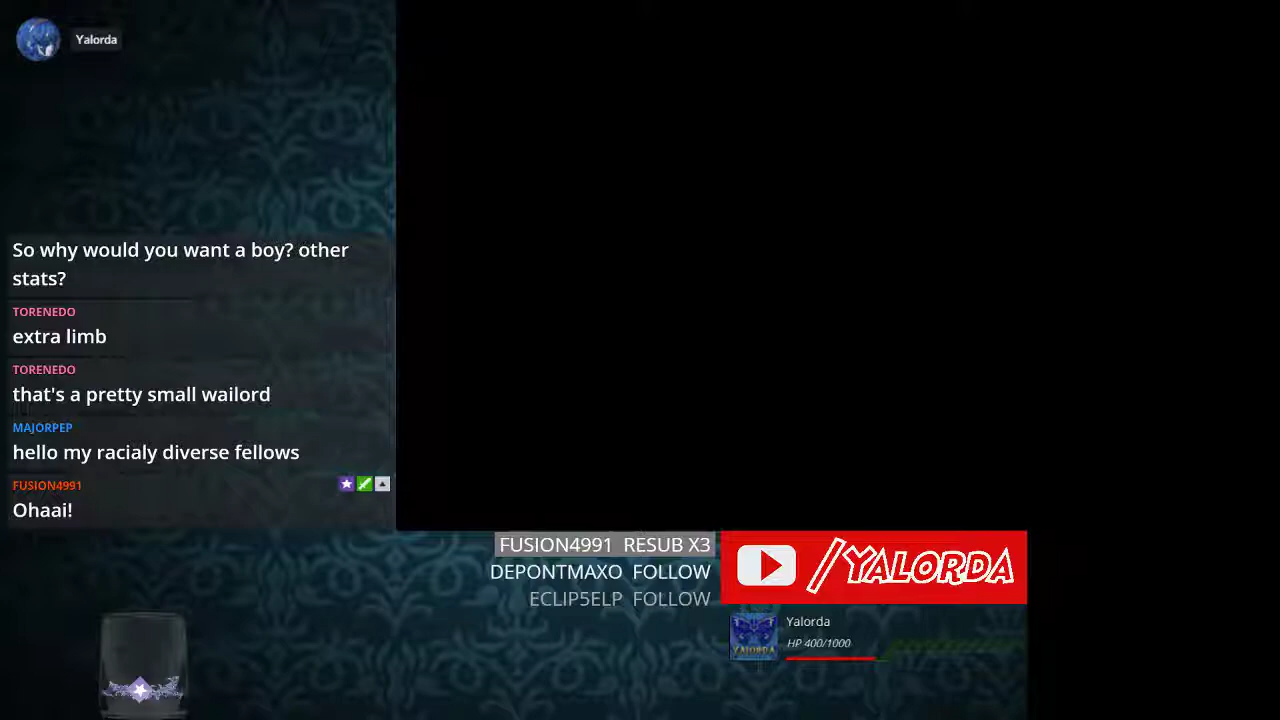 Yalorda
So why would you want a boy? other
stats?
TORENEDO
extra limb
TORENEDO
that's a pretty small wailord
MAJORPEP
hello my racialy diverse fellows
FUSION4991
Ohaai!
FUSION4991 RESUB X3
DEPONTMAXO FOLLOW
ECLIP5ELP FOLLOW
/YALORDA
YALORDA
Yalorda
HP 400/1000